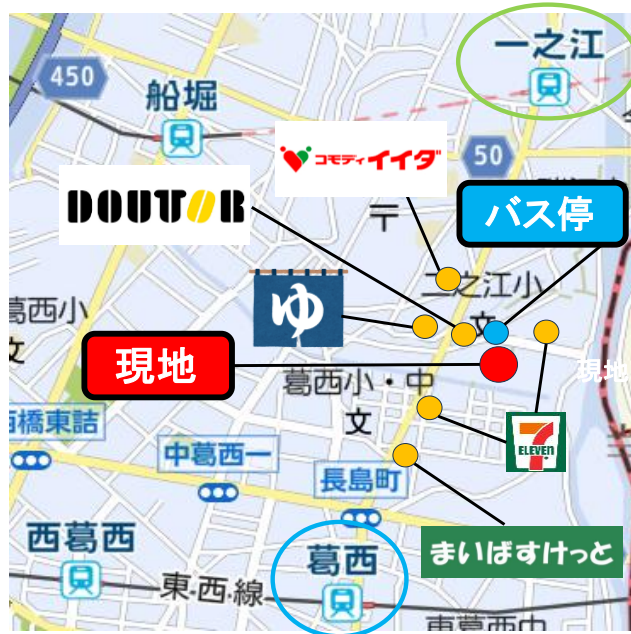 一之江
450
船堀
コモディイイダ
50
DOUTOR
〒
バス停
二之江小
文
ゆ
葛西小
文
現地
現地
葛西小・中
文
7
ELEVEN
西橋東詰
中葛西一
長島町
西葛西
葛西
まいばすけっと
東西線
東葛西中